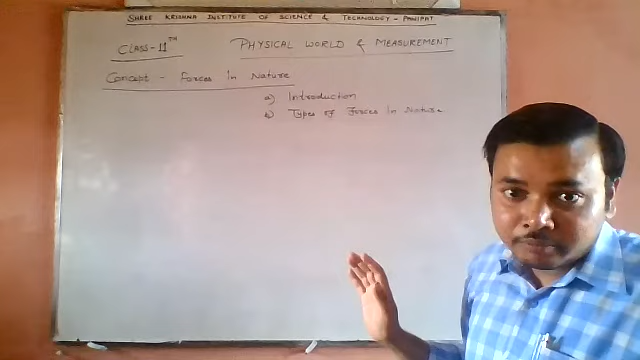 SHREE KRISHNA INSTITUTE OF SCIENCE & TECHNOLOGY - PANIPAT
CLASS-11TH PHYSICAL WORLD & MEASUREMENT
Concept - Forces In Nature
a) Introduction
b) Types of Forces In Nature